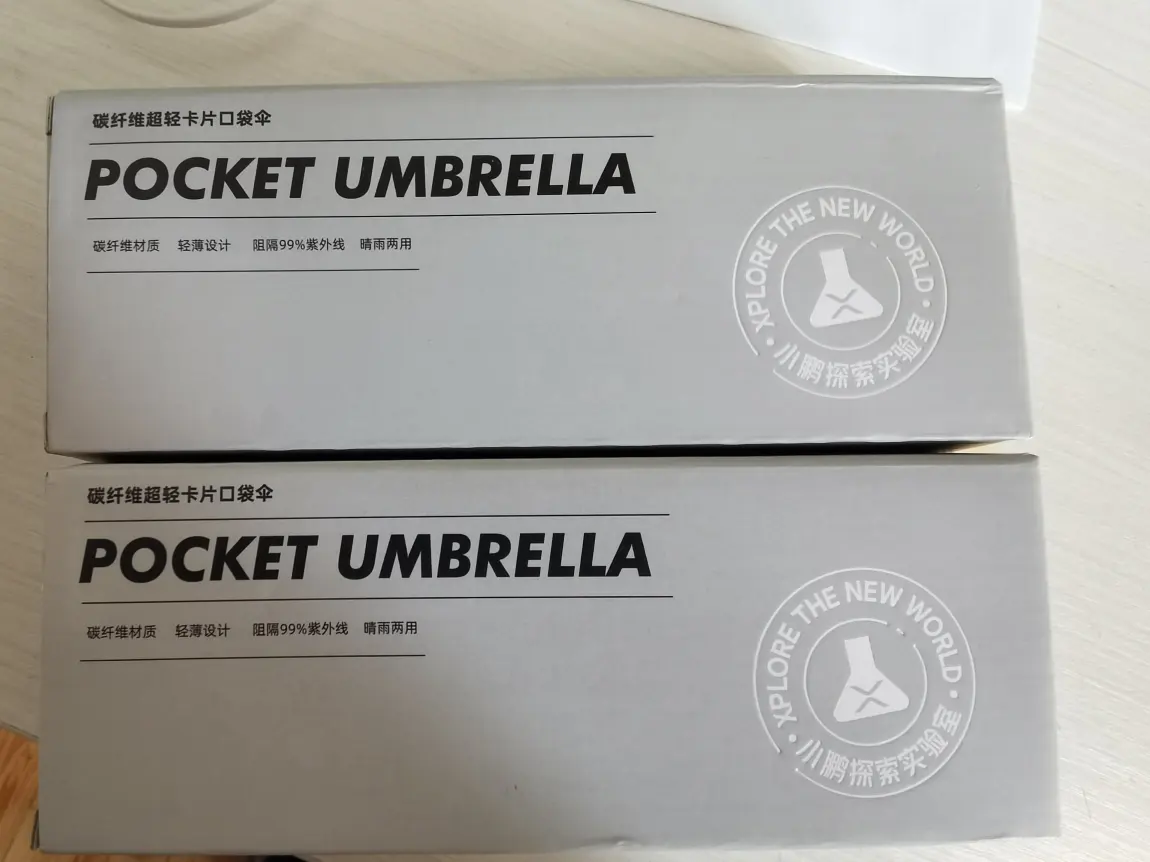 碳纤维超轻卡片口袋伞
POCKET UMBRELLA
碳纤维材质 轻薄设计 阻隔99%紫外线 晴雨两用
XPLORE THE NEW WORLD
小鹏探索实验室
碳纤维超轻卡片口袋伞
POCKET UMBRELLA
碳纤维材质 轻薄设计 阻隔99%紫外线 晴雨两用
XPLORE THE NEW WORLD
小鹏探索实验室